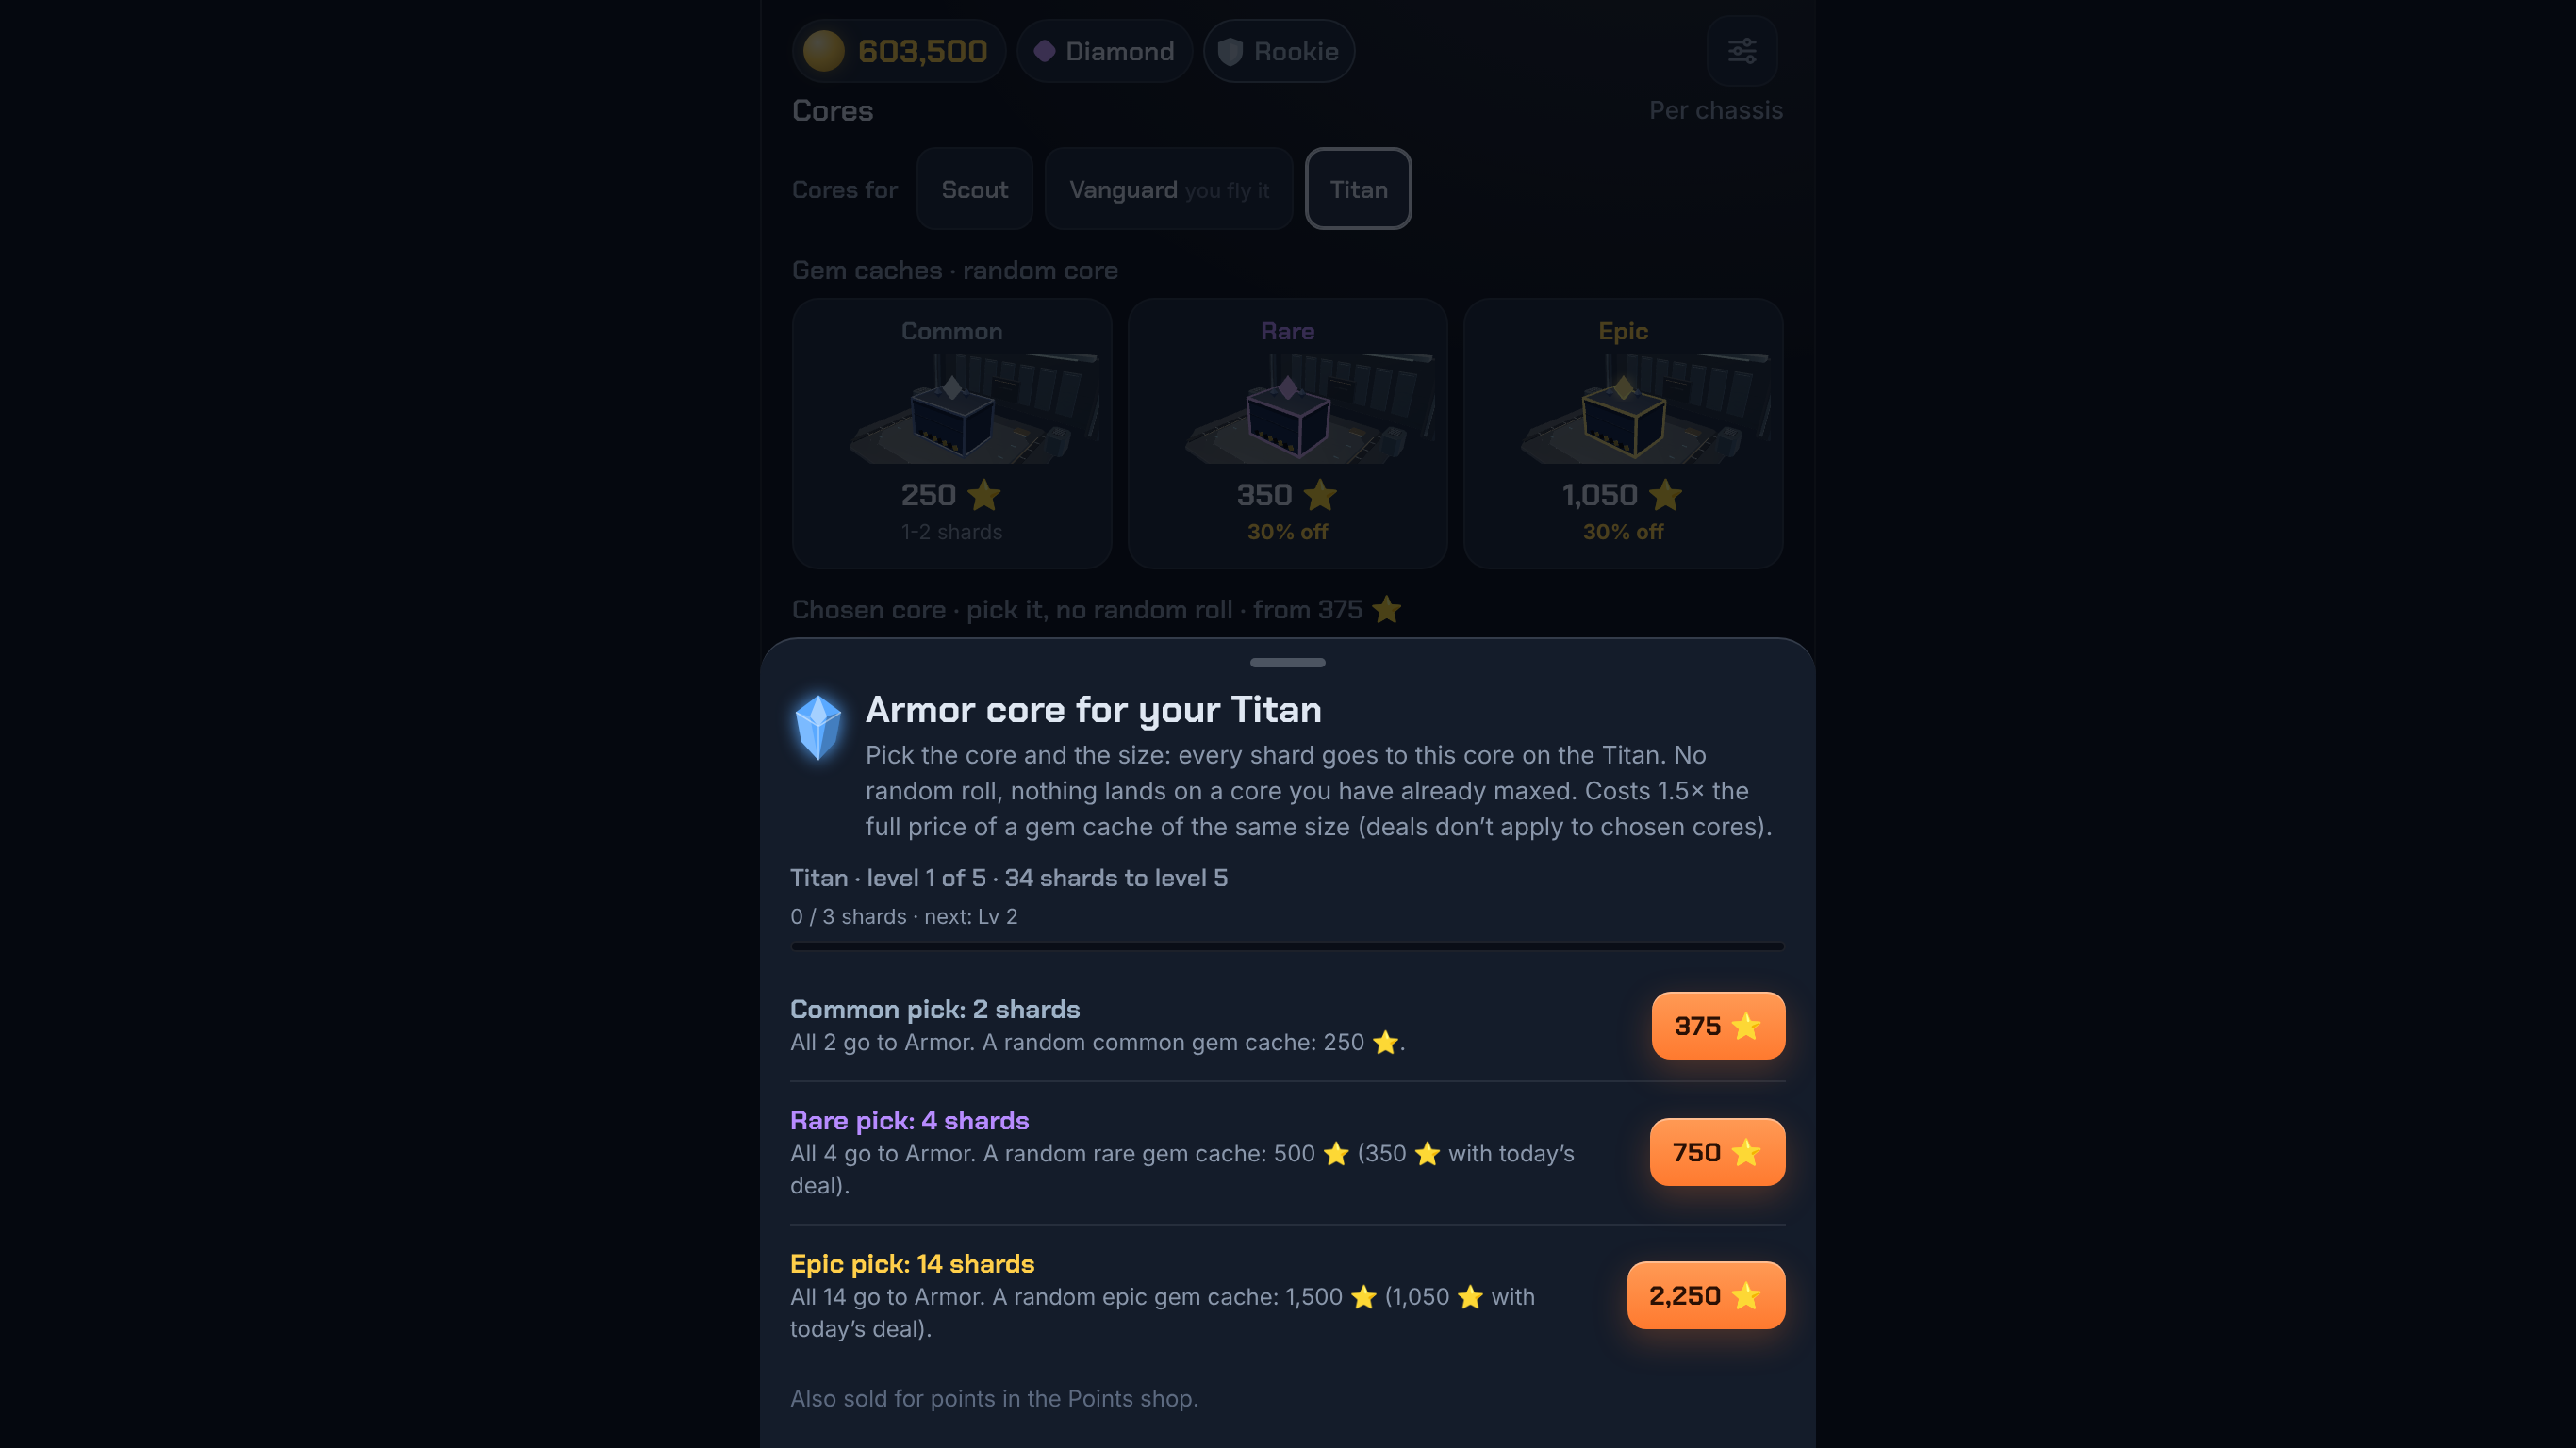 603,500 Diamond Rookie
Cores Per chassis
Cores for Scout Vanguard you fly it Titan
Gem caches · random core
Common Rare Epic
250 ⭐ 350 ⭐ 1,050 ⭐
1-2 shards 30% off 30% off
Chosen core · pick it, no random roll · from 375 ⭐
Armor core for your Titan
Pick the core and the size: every shard goes to this core on the Titan. No
random roll, nothing lands on a core you have already maxed. Costs 1.5× the
full price of a gem cache of the same size (deals don’t apply to chosen cores).
Titan · level 1 of 5 · 34 shards to level 5
0 / 3 shards · next: Lv 2
Common pick: 2 shards
All 2 go to Armor. A random common gem cache: 250 ⭐.
375 ⭐
Rare pick: 4 shards
All 4 go to Armor. A random rare gem cache: 500 ⭐ (350 ⭐ with today’s
deal).
750 ⭐
Epic pick: 14 shards
All 14 go to Armor. A random epic gem cache: 1,500 ⭐ (1,050 ⭐ with
today’s deal).
2,250 ⭐
Also sold for points in the Points shop.